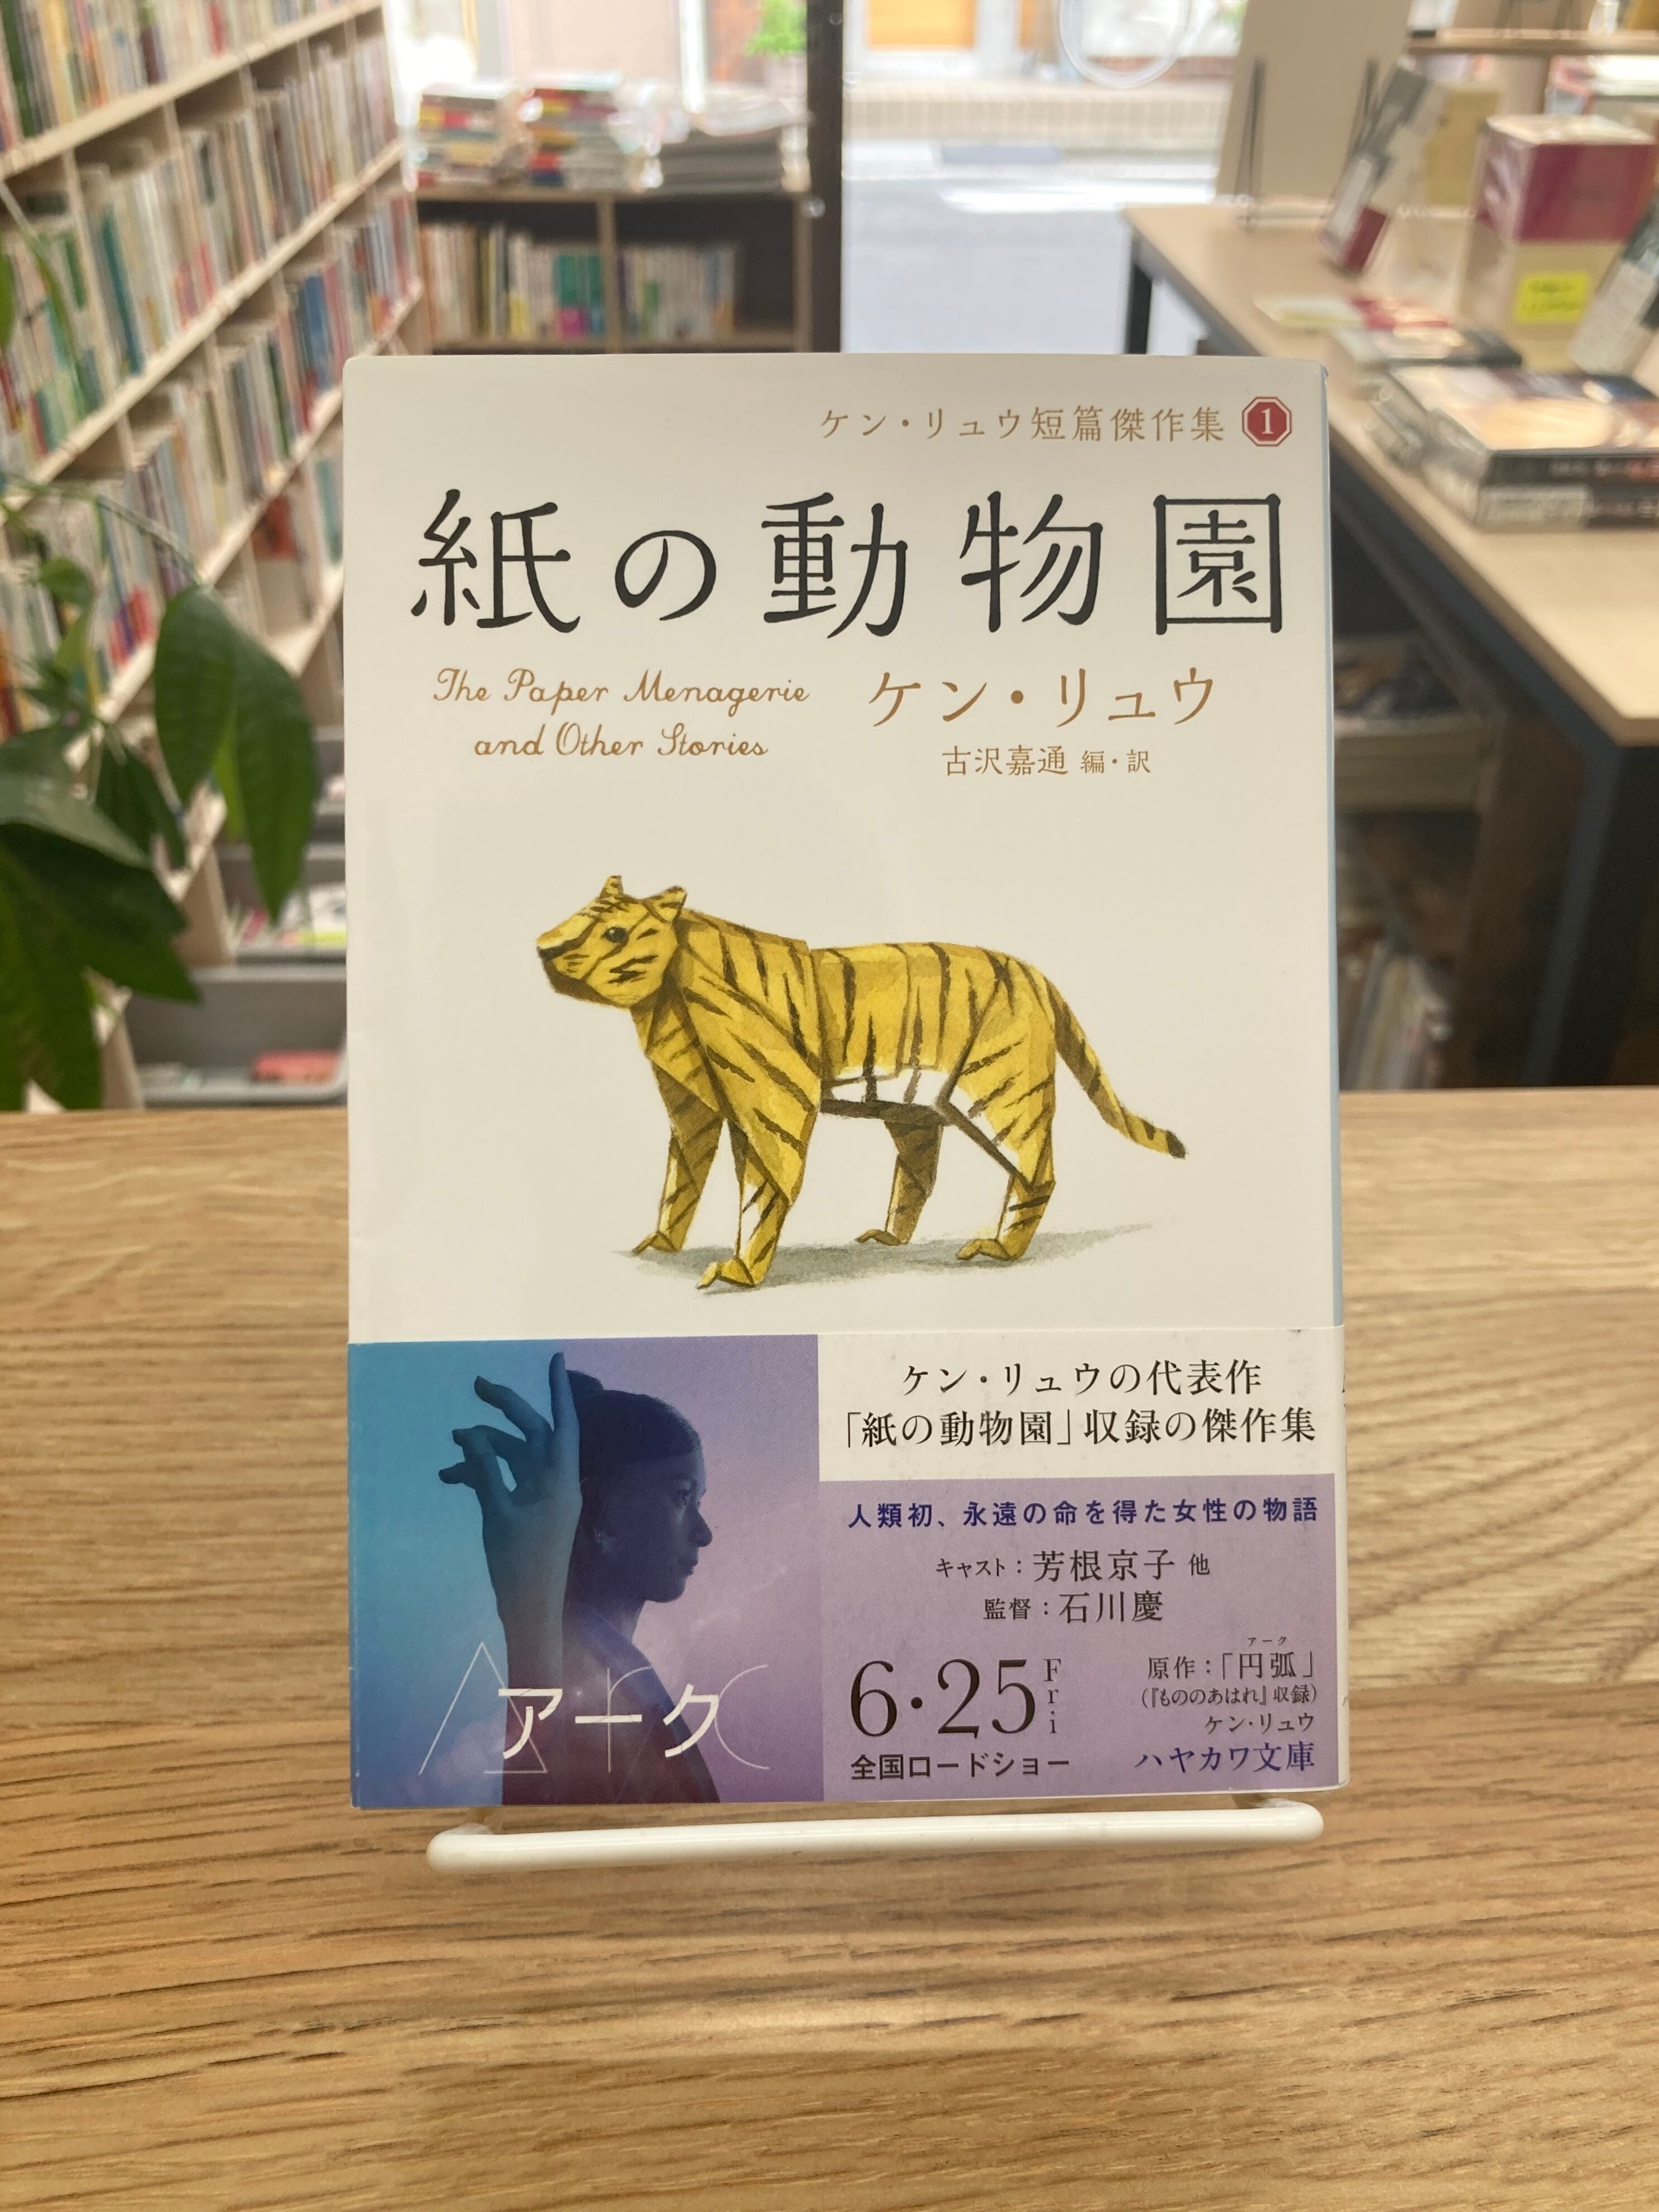 ケン・リュウ短篇傑作集 1
紙の動物園
The Paper Menagerie
and Other Stories
ケン・リュウ
古沢嘉通 編・訳
ケン・リュウの代表作
「紙の動物園」収録の傑作集
人類初、永遠の命を得た女性の物語
キャスト：芳根京子 他
監督：石川慶
6・25 Fri
全国ロードショー
アーク
原作：「円弧」
（『もののあはれ』収録）
ケン・リュウ
ハヤカワ文庫
Arc
アーク